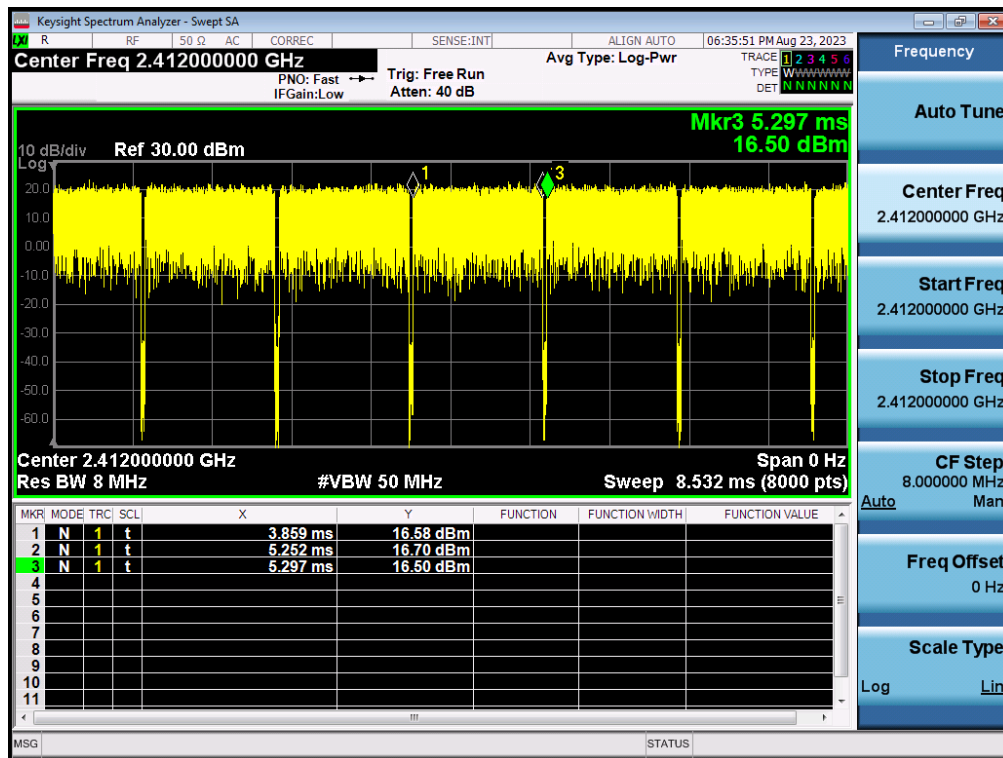 Keysight Spectrum Analyzer - Swept SA
LXI R RF 50 Ω AC CORREC SENSE:INT ALIGN AUTO 06:35:51 PM Aug 23, 2023
Center Freq 2.412000000 GHz
PNO: Fast
IFGain:Low
Trig: Free Run
Atten: 40 dB
Avg Type: Log-Pwr
TRACE 1 2 3 4 5 6
TYPE W
DET N N N N N N
Mkr3 5.297 ms
16.50 dBm
10 dB/div Ref 30.00 dBm
Log
20.0
10.0
0.00
-10.0
-20.0
-30.0
-40.0
-50.0
-60.0
1
3
Center 2.412000000 GHz Span 0 Hz
Res BW 8 MHz #VBW 50 MHz Sweep 8.532 ms (8000 pts)
MKR MODE TRC SCL X Y FUNCTION FUNCTION WIDTH FUNCTION VALUE
1 N 1 t 3.859 ms 16.58 dBm
2 N 1 t 5.252 ms 16.70 dBm
3 N 1 t 5.297 ms 16.50 dBm
4
5
6
7
8
9
10
11
MSG STATUS
Frequency
Auto Tune
Center Freq
2.412000000 GHz
Start Freq
2.412000000 GHz
Stop Freq
2.412000000 GHz
CF Step
8.000000 MHz
Auto Man
Freq Offset
0 Hz
Scale Type
Log Lin